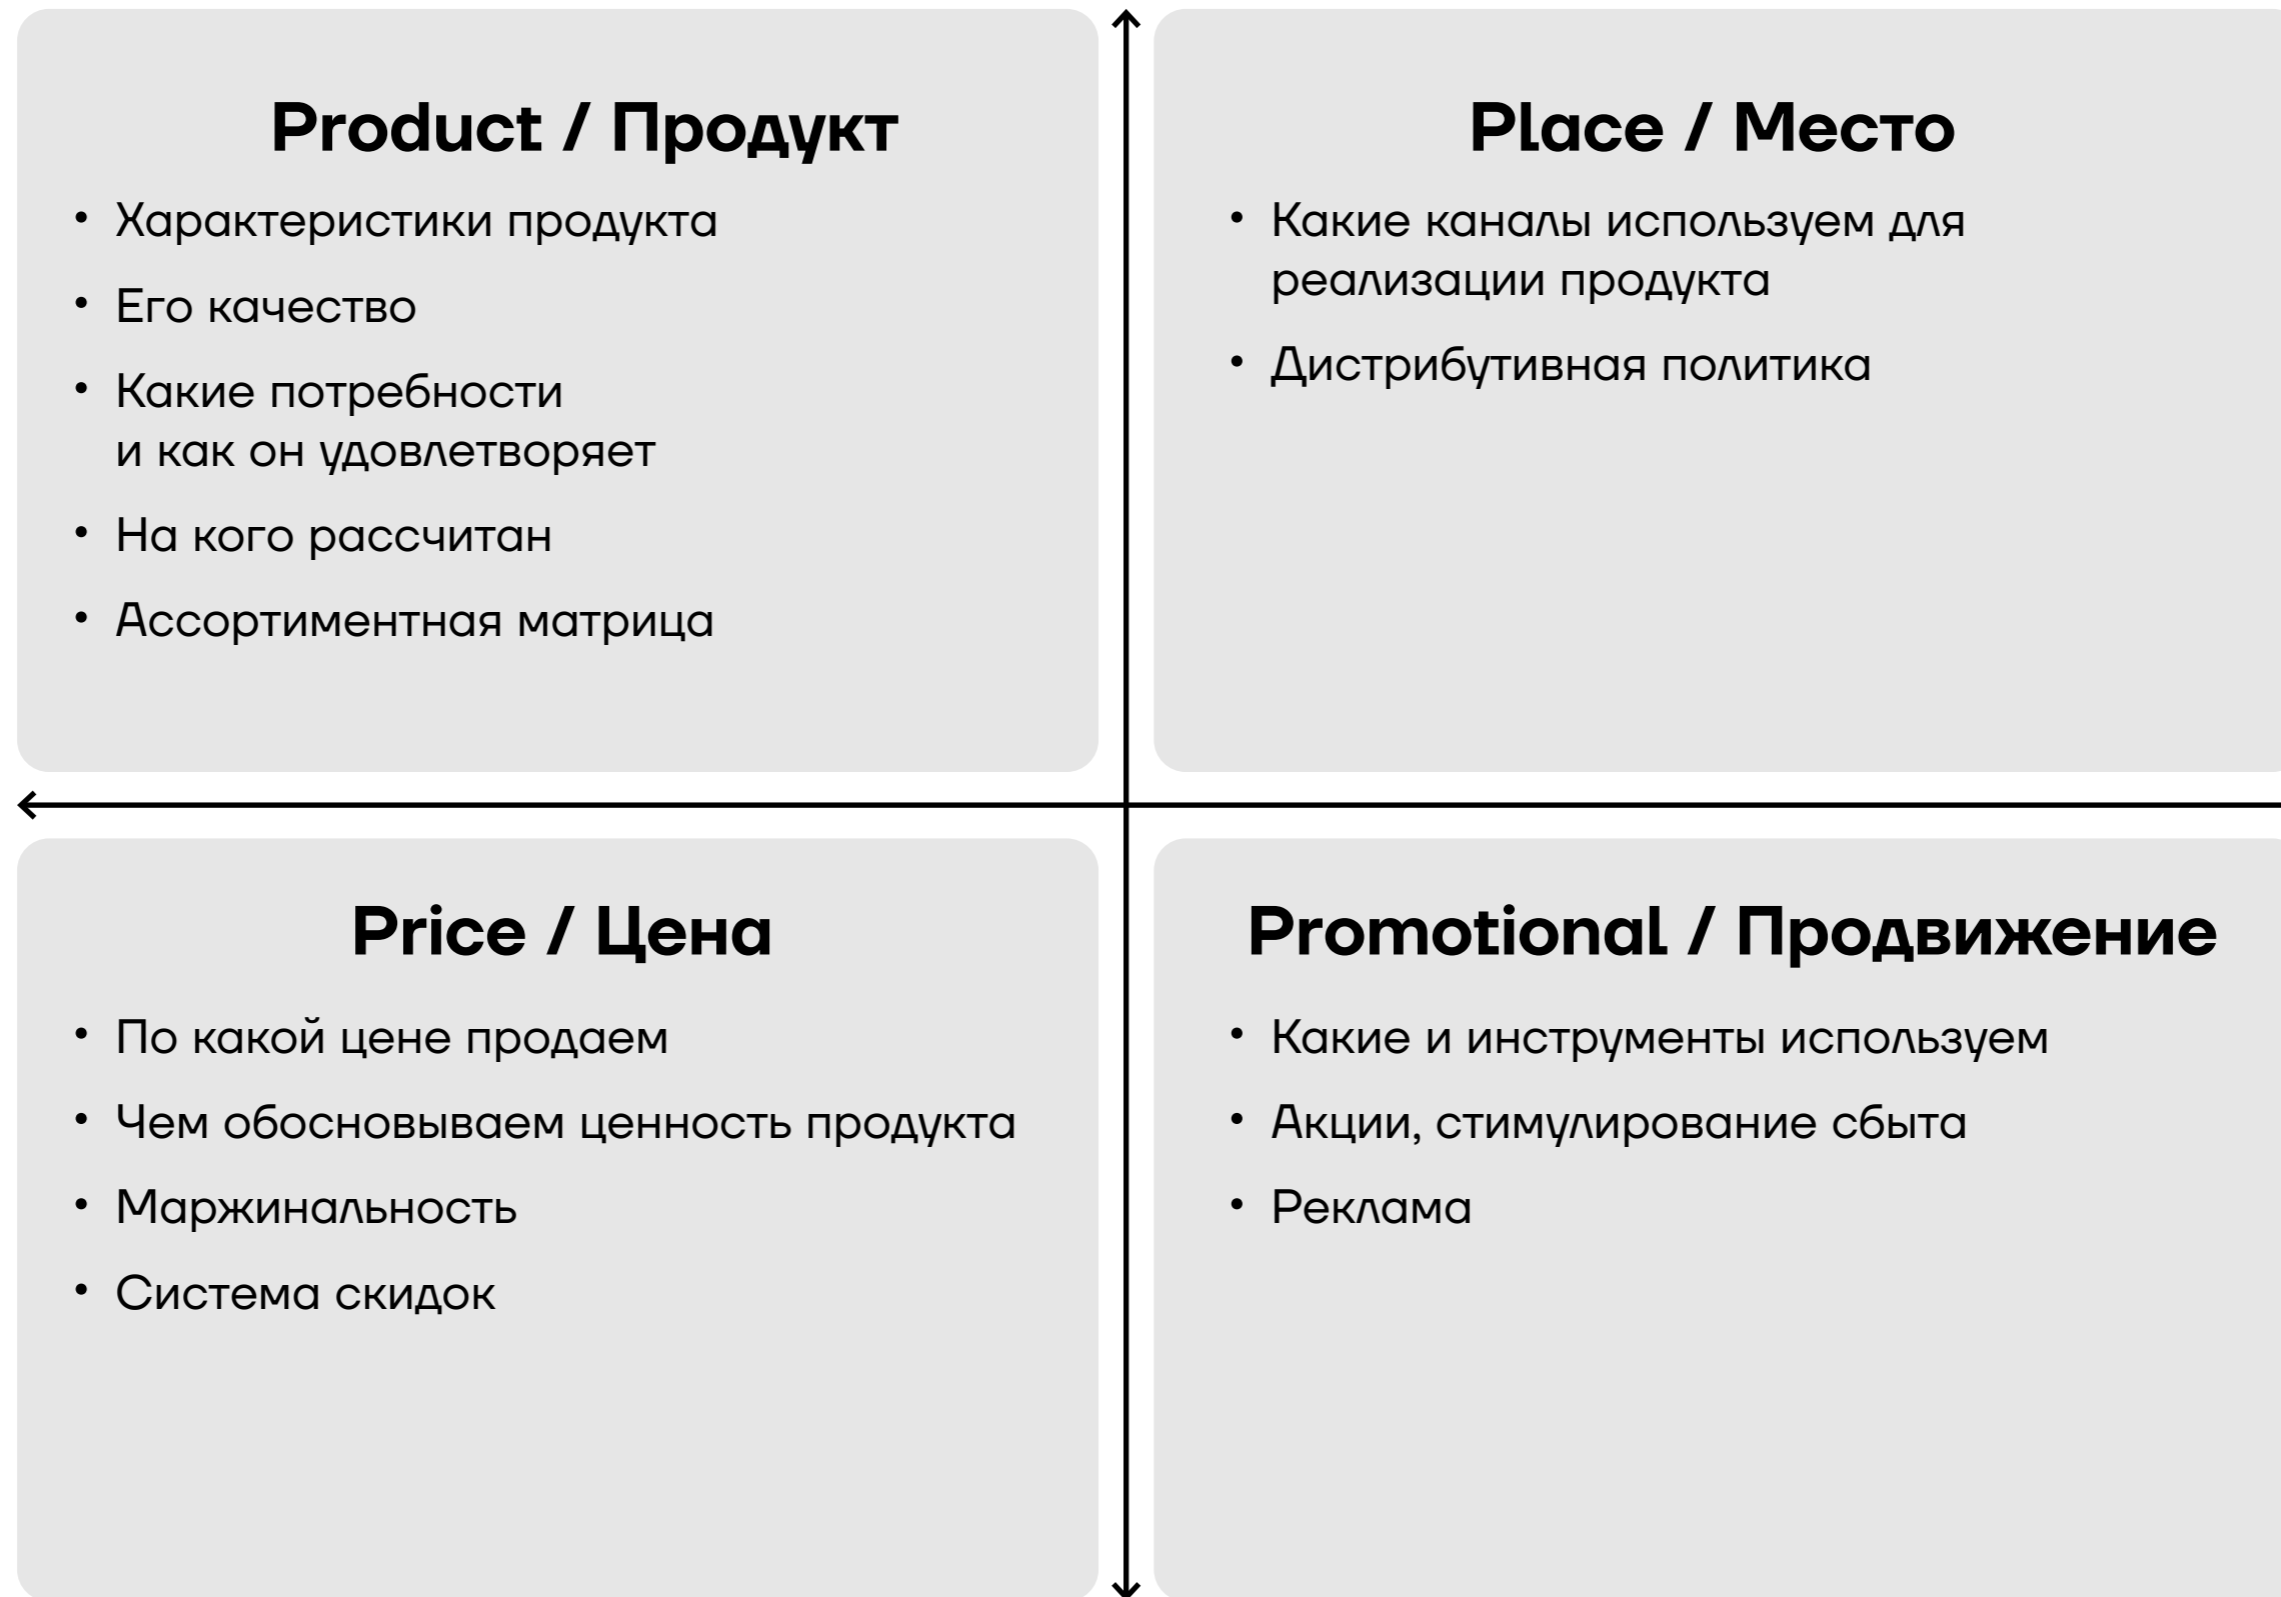 Product / Продукт
• Характеристики продукта
• Его качество
• Какие потребности
и как он удовлетворяет
• На кого рассчитан
• Ассортиментная матрица
Place / Место
• Какие каналы используем для
реализации продукта
• Дистрибутивная политика
Price / Цена
• По какой цене продаем
• Чем обосновываем ценность продукта
• Маржинальность
• Система скидок
Promotional / Продвижение
• Какие и инструменты используем
• Акции, стимулирование сбыта
• Реклама